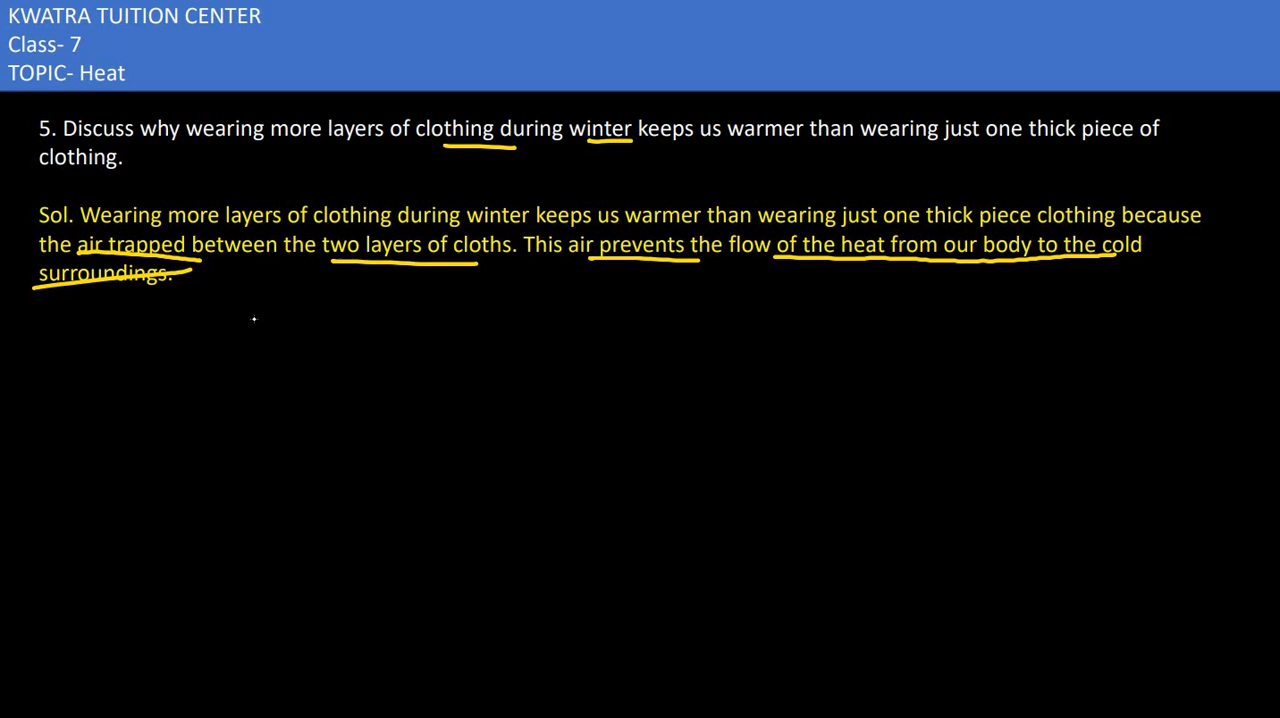 KWATRA TUITION CENTER
Class- 7
TOPIC- Heat
5. Discuss why wearing more layers of clothing during winter keeps us warmer than wearing just one thick piece of
clothing.
Sol. Wearing more layers of clothing during winter keeps us warmer than wearing just one thick piece clothing because
the air trapped between the two layers of cloths. This air prevents the flow of the heat from our body to the cold
surroundings.